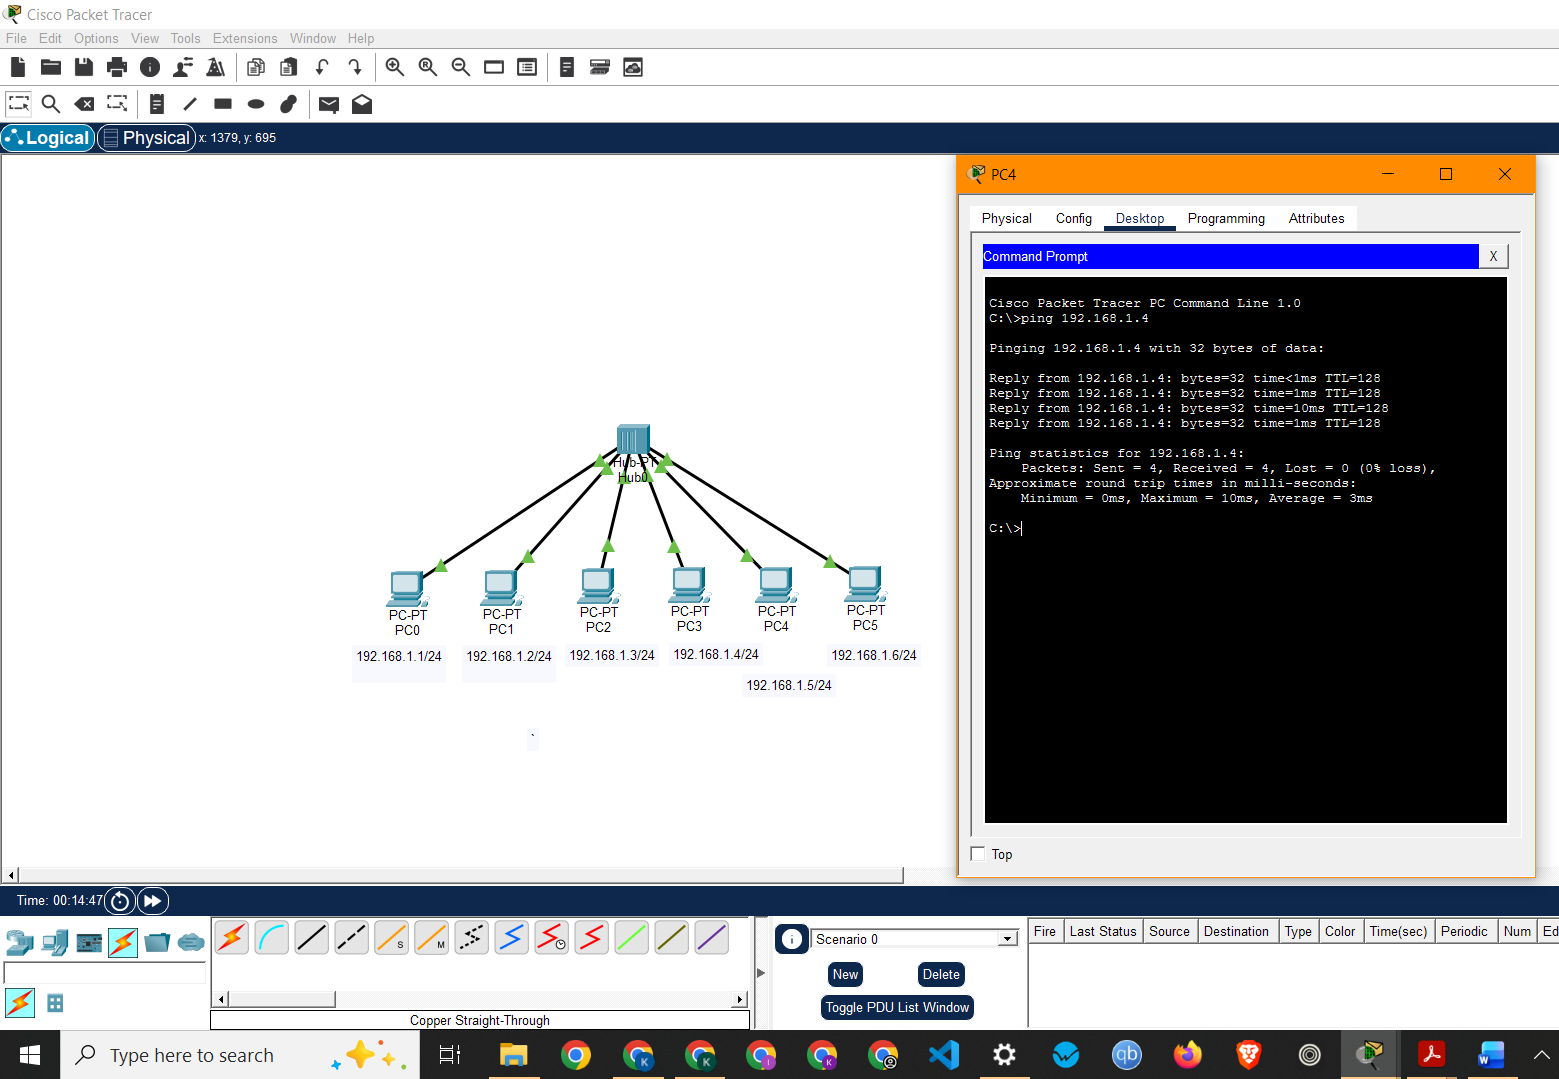 Cisco Packet Tracer
File Edit Options View Tools Extensions Window Help
Logical Physical x: 1379, y: 695
PC4
Physical Config Desktop Programming Attributes
Command Prompt X
Cisco Packet Tracer PC Command Line 1.0
C:\>ping 192.168.1.4
Pinging 192.168.1.4 with 32 bytes of data:
Reply from 192.168.1.4: bytes=32 time<1ms TTL=128
Reply from 192.168.1.4: bytes=32 time=1ms TTL=128
Reply from 192.168.1.4: bytes=32 time=10ms TTL=128
Reply from 192.168.1.4: bytes=32 time=1ms TTL=128
Ping statistics for 192.168.1.4:
Packets: Sent = 4, Received = 4, Lost = 0 (0% loss),
Approximate round trip times in milli-seconds:
Minimum = 0ms, Maximum = 10ms, Average = 3ms
C:\>
Top
Hub-PT
Hub0
PC-PT PC-PT PC-PT PC-PT PC-PT PC-PT
PC0 PC1 PC2 PC3 PC4 PC5
192.168.1.1/24 192.168.1.2/24 192.168.1.3/24 192.168.1.4/24 192.168.1.6/24
192.168.1.5/24
`
Time: 00:14:47
S M
Copper Straight-Through
Scenario 0
New Delete
Toggle PDU List Window
Fire Last Status Source Destination Type Color Time(sec) Periodic Num Ed
Type here to search
K K I K qb W